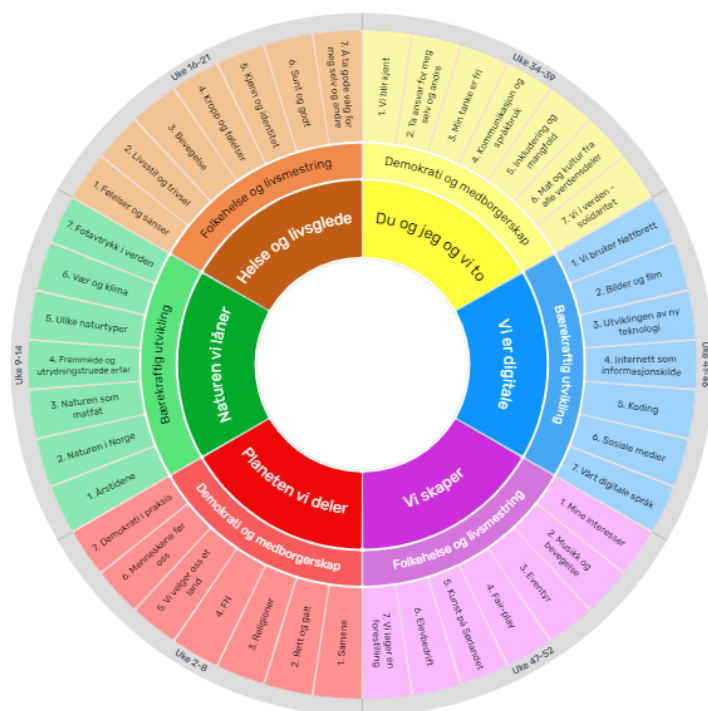 Uke 34-39
1. Vi blir kjent
2. Ta ansvar for meg
selv og andre
3. Min tanke er fri
4. Kommunikasjon og
språkbruk
5. Inkludering og
mangfold
6. Mat og kultur fra
alle verdensdeler
7. Vi i verden -
solidaritet
Demokrati og medborgerskap
Du og jeg og vi to
Uke 41-46
1. Vi bruker Nettbrett
2. Bilder og film
3. Utviklingen av ny
teknologi
4. Internett som
informasjonskilde
5. Koding
6. Sosiale medier
7. Vårt digitale språk
Bærekraftig utvikling
Vi er digitale
Uke 47-52
1. Mine interesser
2. Musikk og
bevegelse
3. Eventyr
4. Fair-play
5. Kunst på Sørlandet
6. Elevbedrift
7. Vi lager en
forestilling
Folkehelse og livsmestring
Vi skaper
Uke 2-8
1. Samene
2. Rett og galt
3. Religioner
4. FN
5. Vi velger oss et
land
6. Menneskene før
oss
7. Demokrati i praksis
Demokrati og medborgerskap
Planeten vi deler
Uke 9-14
1. Årstidene
2. Naturen i Norge
3. Naturen som
matfat
4. Fremmede og
utrydningstruede arter
5. Ulike naturtyper
6. Vær og klima
7. Fotavtrykk i verden
Bærekraftig utvikling
Naturen vi låner
Uke 16-21
1. Følelser og sanser
2. Livsstil og trivsel
3. Bevegelse
4. Kropp og følelser
5. Kjønn og identitet
6. Sunt og godt
7. Å ta gode valg for
meg selv og andre
Folkehelse og livsmestring
Helse og livsglede